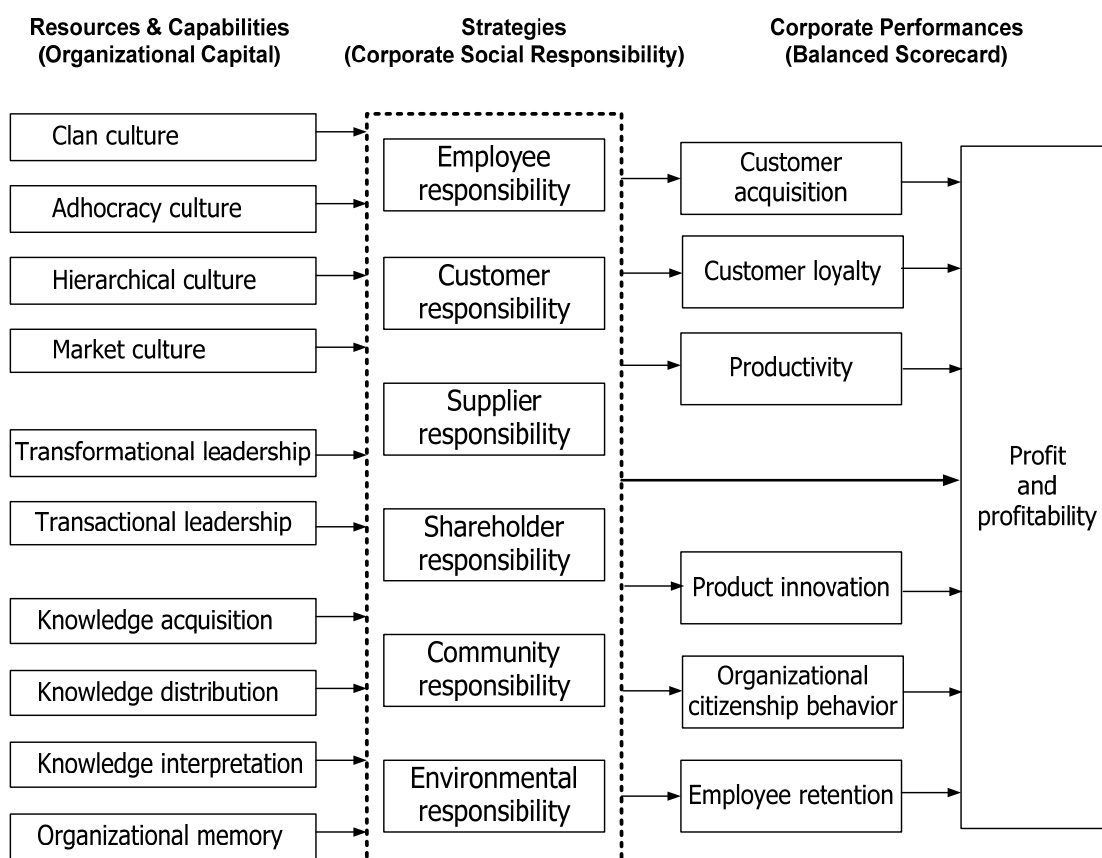 Resources & Capabilities
(Organizational Capital)
Strategies
(Corporate Social Responsibility)
Corporate Performances
(Balanced Scorecard)
Clan culture
Adhocracy culture
Hierarchical culture
Market culture
Transformational leadership
Transactional leadership
Knowledge acquisition
Knowledge distribution
Knowledge interpretation
Organizational memory
Employee
responsibility
Customer
responsibility
Supplier
responsibility
Shareholder
responsibility
Community
responsibility
Environmental
responsibility
Customer
acquisition
Customer loyalty
Productivity
Product innovation
Organizational
citizenship behavior
Employee retention
Profit
and
profitability